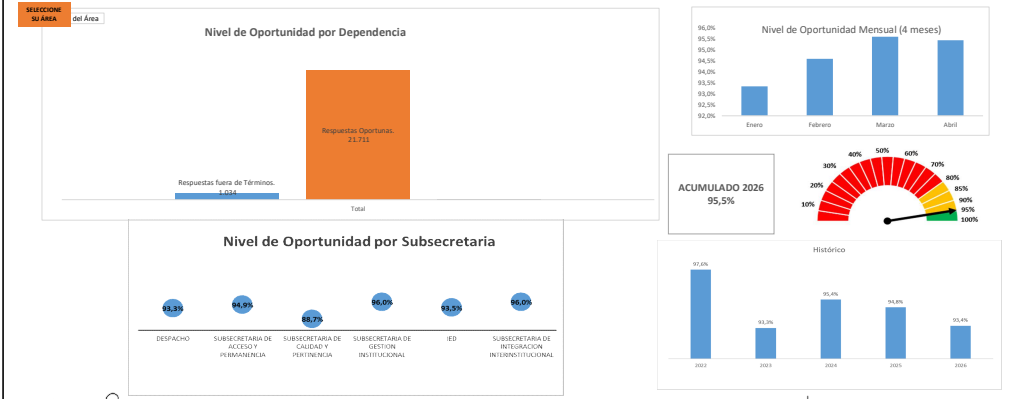 SELECCIONE
SU ÁREA
del Área
Nivel de Oportunidad por Dependencia
Respuestas fuera de Términos.
1.034
Respuestas Oportunas.
21.711
Total
Nivel de Oportunidad Mensual (4 meses)
96,0%
95,5%
95,0%
94,5%
94,0%
93,5%
93,0%
92,5%
92,0%
Enero
Febrero
Marzo
Abril
ACUMULADO 2026
95,5%
10%
20%
30%
40%
50%
60%
70%
80%
85%
90%
95%
100%
Nivel de Oportunidad por Subsecretaria
93,3%
94,9%
88,7%
96,0%
93,5%
96,0%
DESPACHO
SUBSECRETARIA DE
ACCESO Y
PERMANENCIA
SUBSECRETARIA DE
CALIDAD Y
PERTINENCIA
SUBSECRETARIA DE
GESTION
INSTITUCIONAL
IED
SUBSECRETARIA DE
INTEGRACION
INTERINSTITUCIONAL
Histórico
97,6%
93,3%
95,4%
94,8%
93,4%
2022
2023
2024
2025
2026